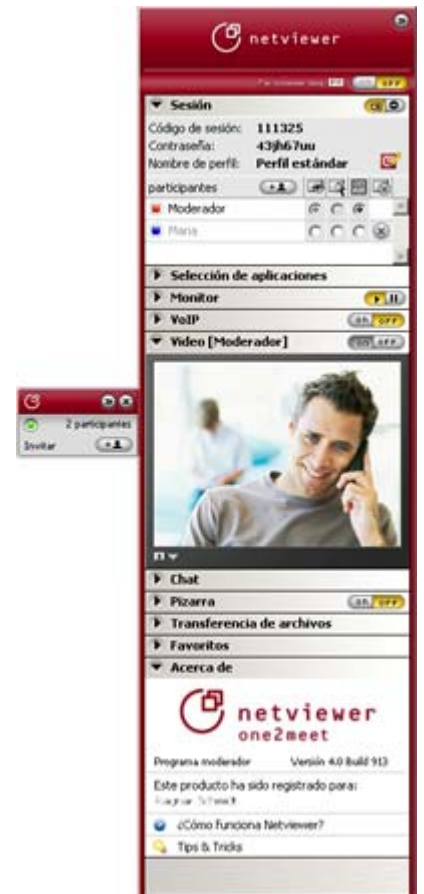 netviewer
OFF
Sesión
Código de sesión: 111325
Contraseña: 43jh67uu
Nombre de perfil: Perfil estándar
participantes
Moderador
Maria
Selección de aplicaciones
Monitor
VoIP
on OFF
Video [Moderador]
on OFF
2 participantes
Invitar
Chat
Pizarra
on OFF
Transferencia de archivos
Favoritos
Acerca de
netviewer
one2meet
Programa moderador Versión 4.0 Build 913
Este producto ha sido registrado para:
¿Cómo funciona Netviewer?
Tips & Tricks